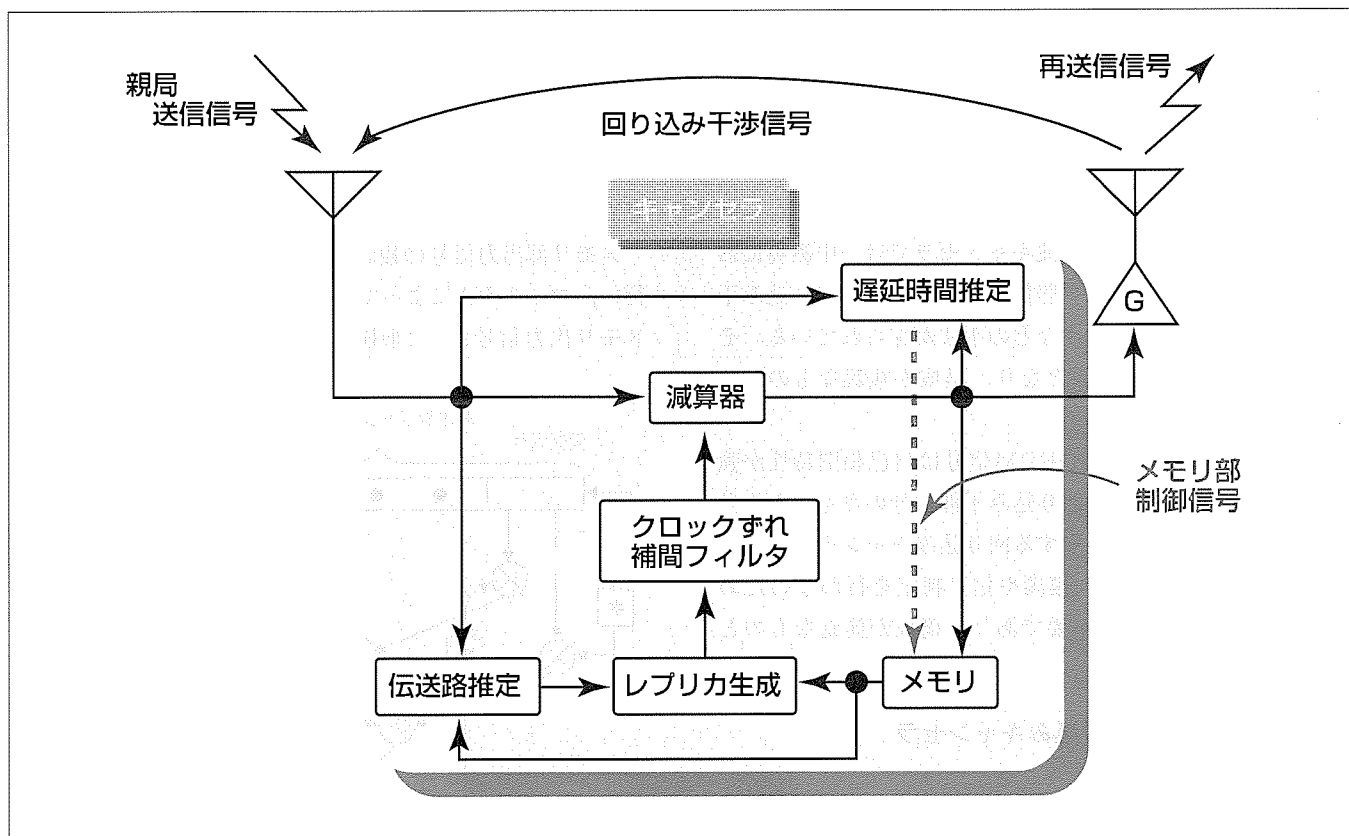 親局
送信信号
再送信信号
回り込み干渉信号
キャンセラ
遅延時間推定
G
減算器
メモリ部
制御信号
クロックずれ
補間フィルタ
伝送路推定
レプリカ生成
メモリ